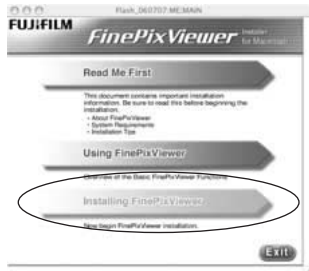 Flash_060707:ME:MAIN
FUJIFILM
FinePixViewer Installer
for Macintosh
Read Me First
This document contains important installation
information. Be sure to read this before beginning the
installation.
- About FinePixViewer
- System Requirements
- Installation Tips
Using FinePixViewer
Overview of the Basic FinePixViewer Functions.
Installing FinePixViewer
Now begin FinePixViewer installation.
Exit